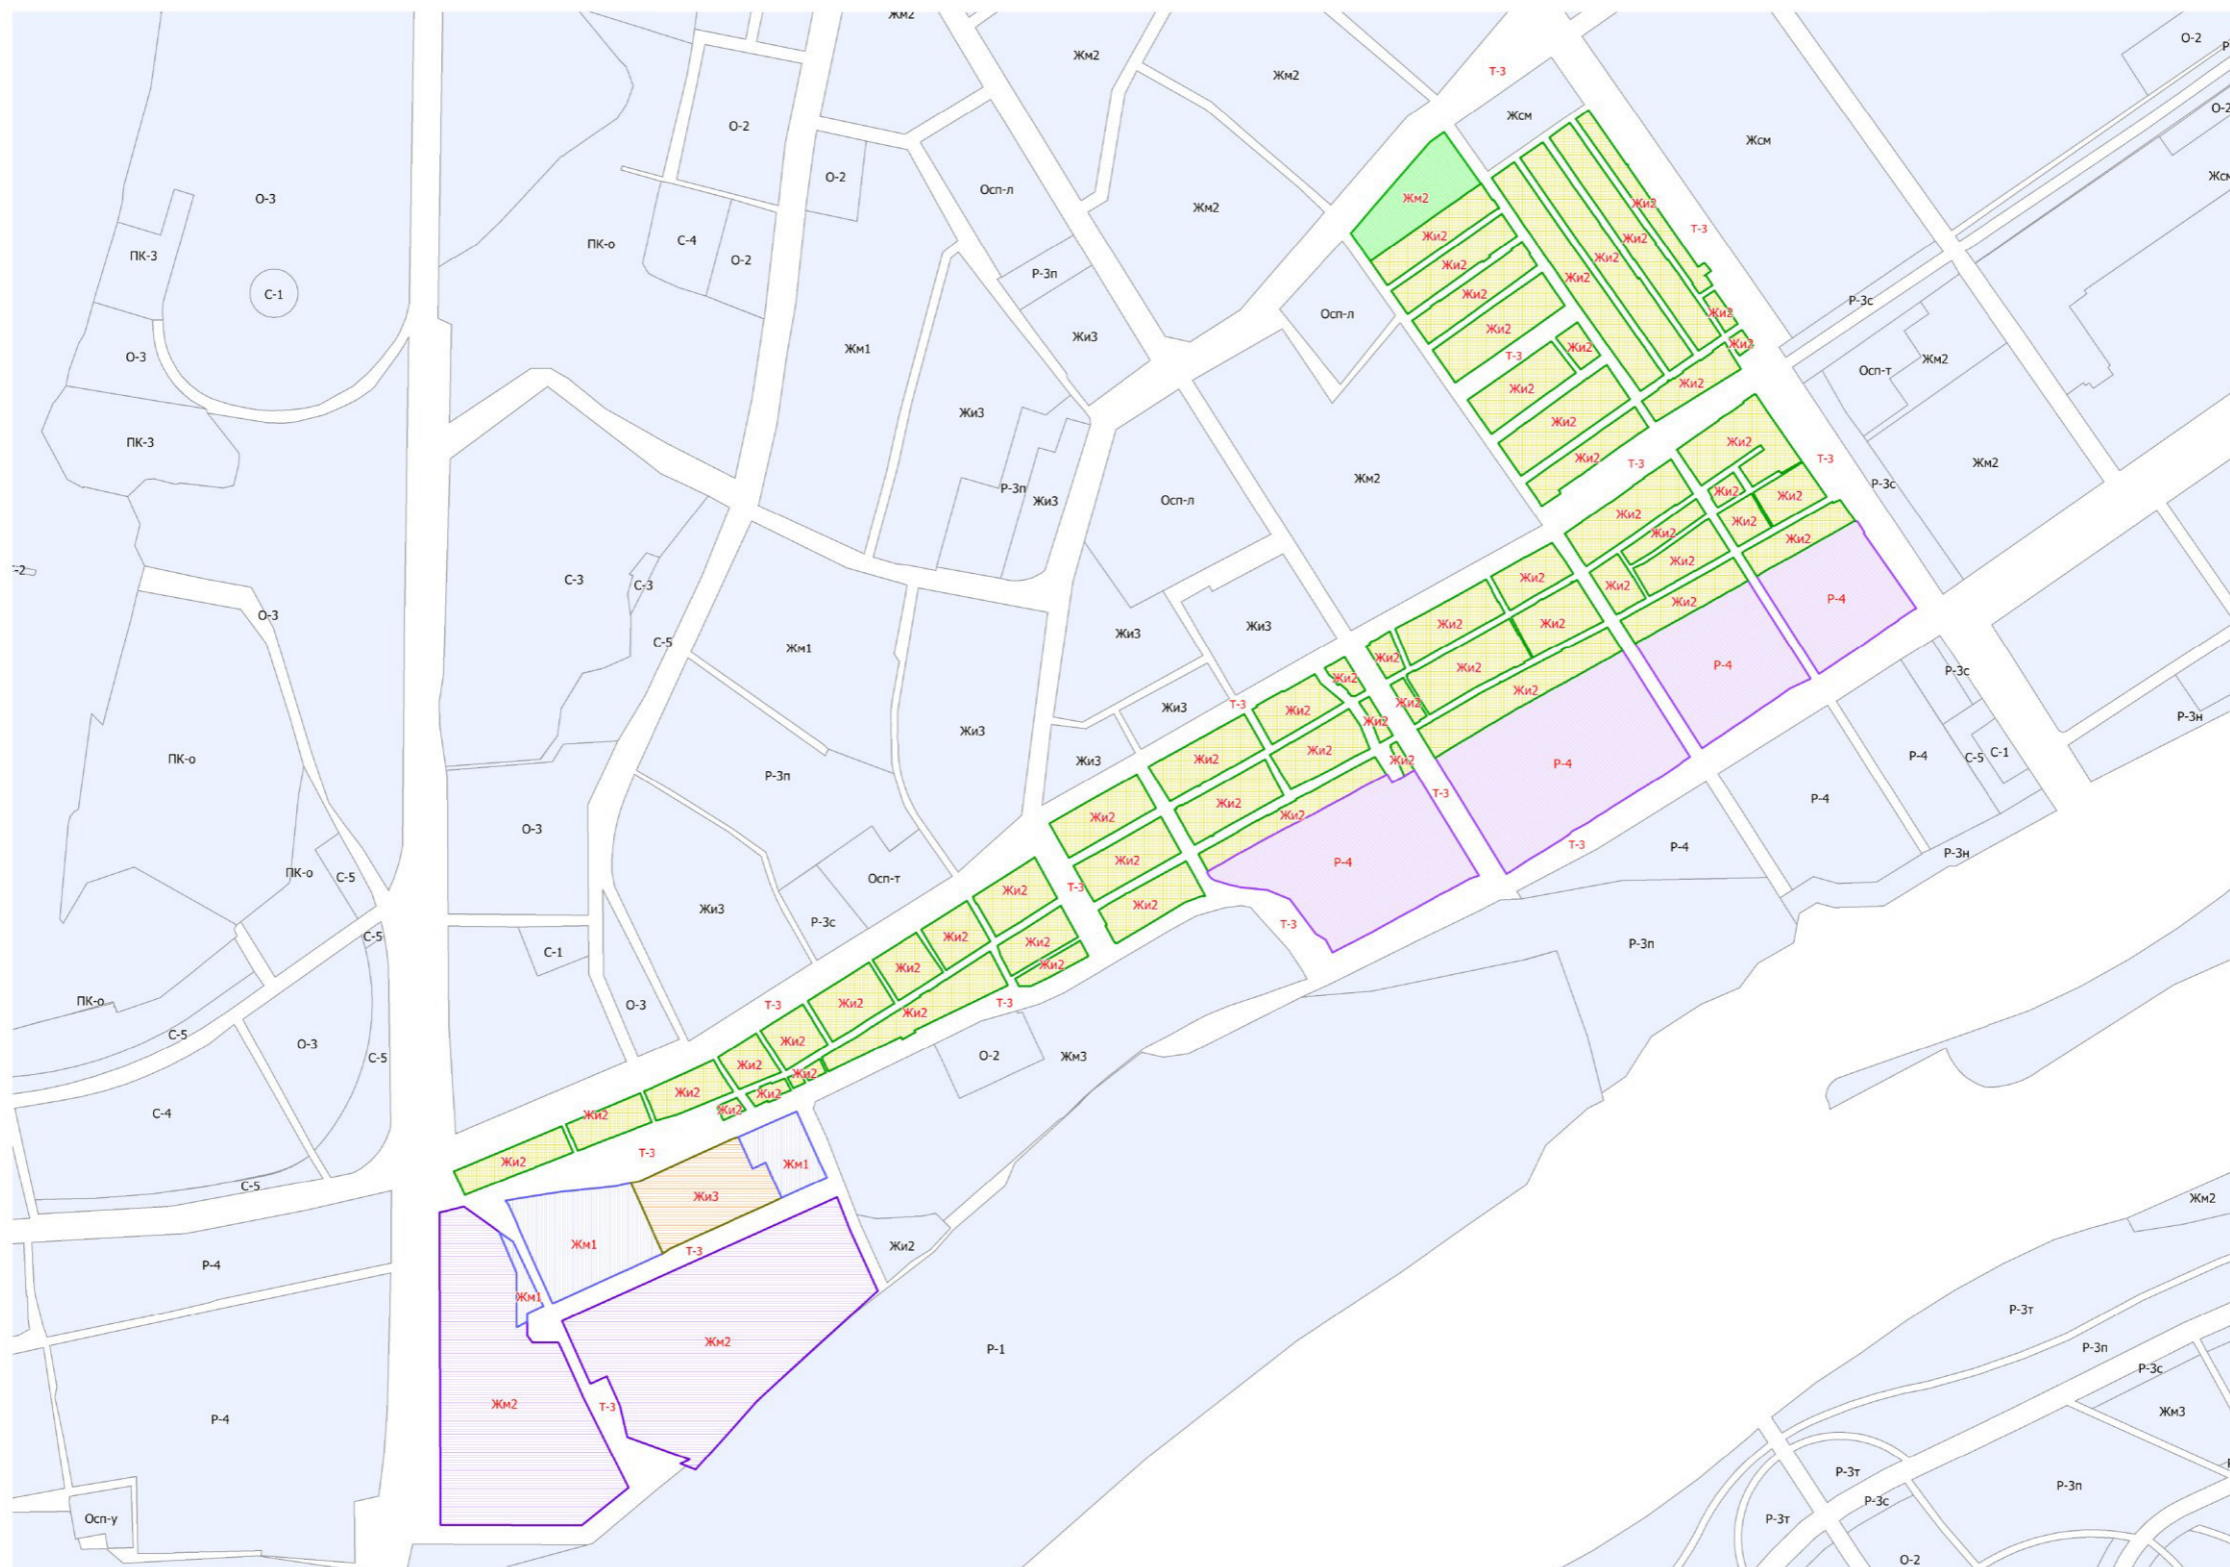 Жм2
О-2
Жм2
Т-3
Жм2
О-2
О-2
Жсм
Жсм
О-2
Осп-л
Жсм
О-3
Жм2
Жм2
Жи2
С-4
Т-3
ПК-о
Жи2
Жи2
ПК-3
О-2
Жи2
Жи2
Р-3п
Жи2
С-1
Жи2
Р-3с
Осп-л
Жи2
Жи2
Жи3
Жм1
Жи2
Жи2
О-3
Т-3
Жм2
Осп-т
Жи2
Жи2
Жи3
Жи2
ПК-3
Жи2
Жи2
Т-3
Т-3
Жм2
Жм2
Р-3с
Р-3п
Жи3
Осп-л
Жи2
Жи2
Жи2
Жи2
Жи2
Жи2
С-3
С-3
Жи2
Жи2
Жи2
Р-4
Жи2
О-3
Жи2
Жи2
Жи3
Жи3
С-5
Жм1
Жи2
Жи2
Р-4
Р-3с
Жи2
Жи2
Жи2
Т-3
Жи3
Жи2
Р-3н
Жи2
Жи3
Жи2
С-1
ПК-о
Жи2
Жи3
Жи2
Р-4
С-5
Р-4
Р-3п
Т-3
Р-4
Жи2
Жи2
Жи2
О-3
Т-3
Р-4
Р-3н
Жи2
Р-4
ПК-о
С-5
Осп-т
Т-3
Жи2
Жи3
Жи2
Р-3с
Т-3
С-5
Жи2
Жи2
Р-3п
С-1
Жи2
Жи2
ПК-о
Жи2
Т-3
Т-3
О-3
Жи2
С-5
Жи2
О-3
С-5
О-2
Жм3
Жи2
Жи2
Жи2
Жи2
Жи2
С-4
Жи2
Т-3
Жи2
Жм1
С-5
Жи3
Жм2
Жм1
Т-3
Жи2
Р-4
Жм1
Р-3т
Жм2
Р-1
Р-3п
Р-3с
Жм2
Т-3
Жм3
Р-4
Р-3т
Р-3п
Р-3с
Осп-у
Р-3т
О-2